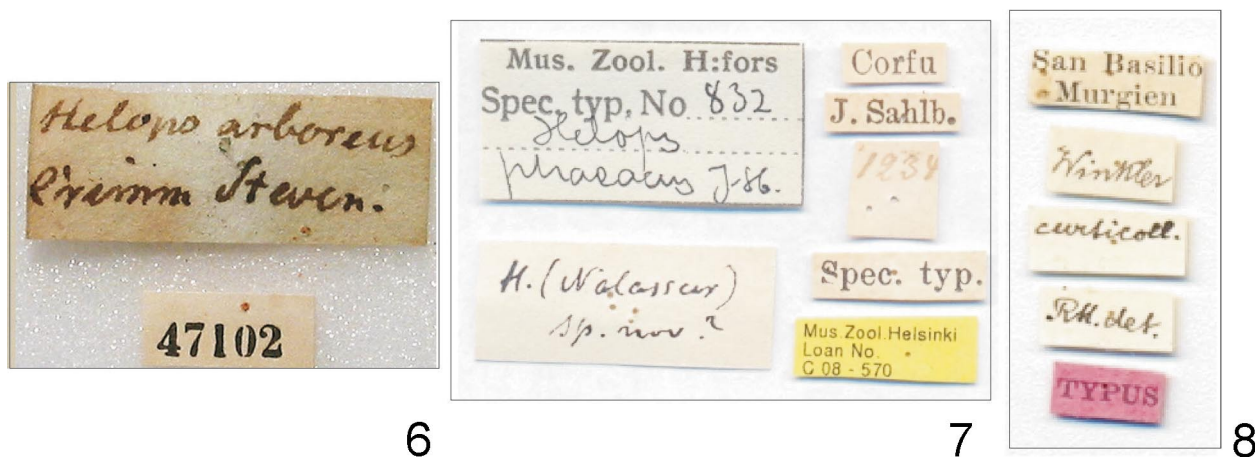 Helops arboreus
Crimm Steven.
47102
6
Mus. Zool. H:fors
Spec. typ. No 832
Helops
phaeacus J. Sb.
H. (Nalassus)
sp. nov?
Corfu
J. Sahlb.
1234
Spec. typ.
Mus. Zool. Helsinki
Loan No.
C 08 - 570
7
San Basilio
Murgien
Winkler
curticoll.
Rtt. det.
TYPUS
8